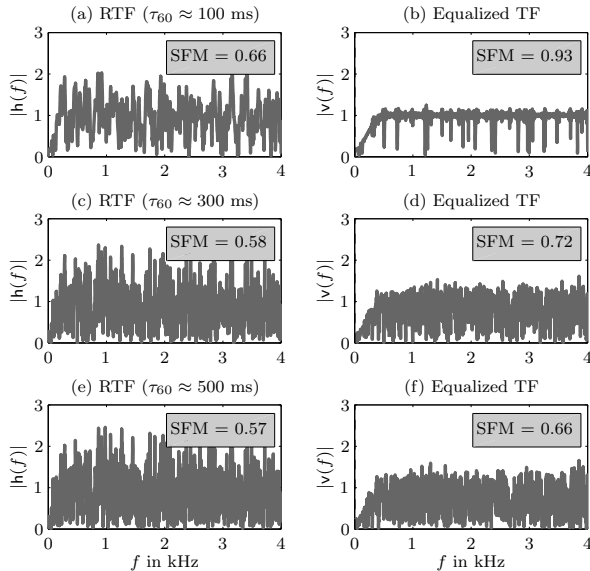 (a) RTF (τ60 ≈ 100 ms)
3
2
1
0
|h(f)|
SFM = 0.66
0 1 2 3 4
(b) Equalized TF
3
2
1
0
|v(f)|
SFM = 0.93
0 1 2 3 4
(c) RTF (τ60 ≈ 300 ms)
3
2
1
0
|h(f)|
SFM = 0.58
0 1 2 3 4
(d) Equalized TF
3
2
1
0
|v(f)|
SFM = 0.72
0 1 2 3 4
(e) RTF (τ60 ≈ 500 ms)
3
2
1
0
|h(f)|
SFM = 0.57
0 1 2 3 4
f in kHz
(f) Equalized TF
3
2
1
0
|v(f)|
SFM = 0.66
0 1 2 3 4
f in kHz